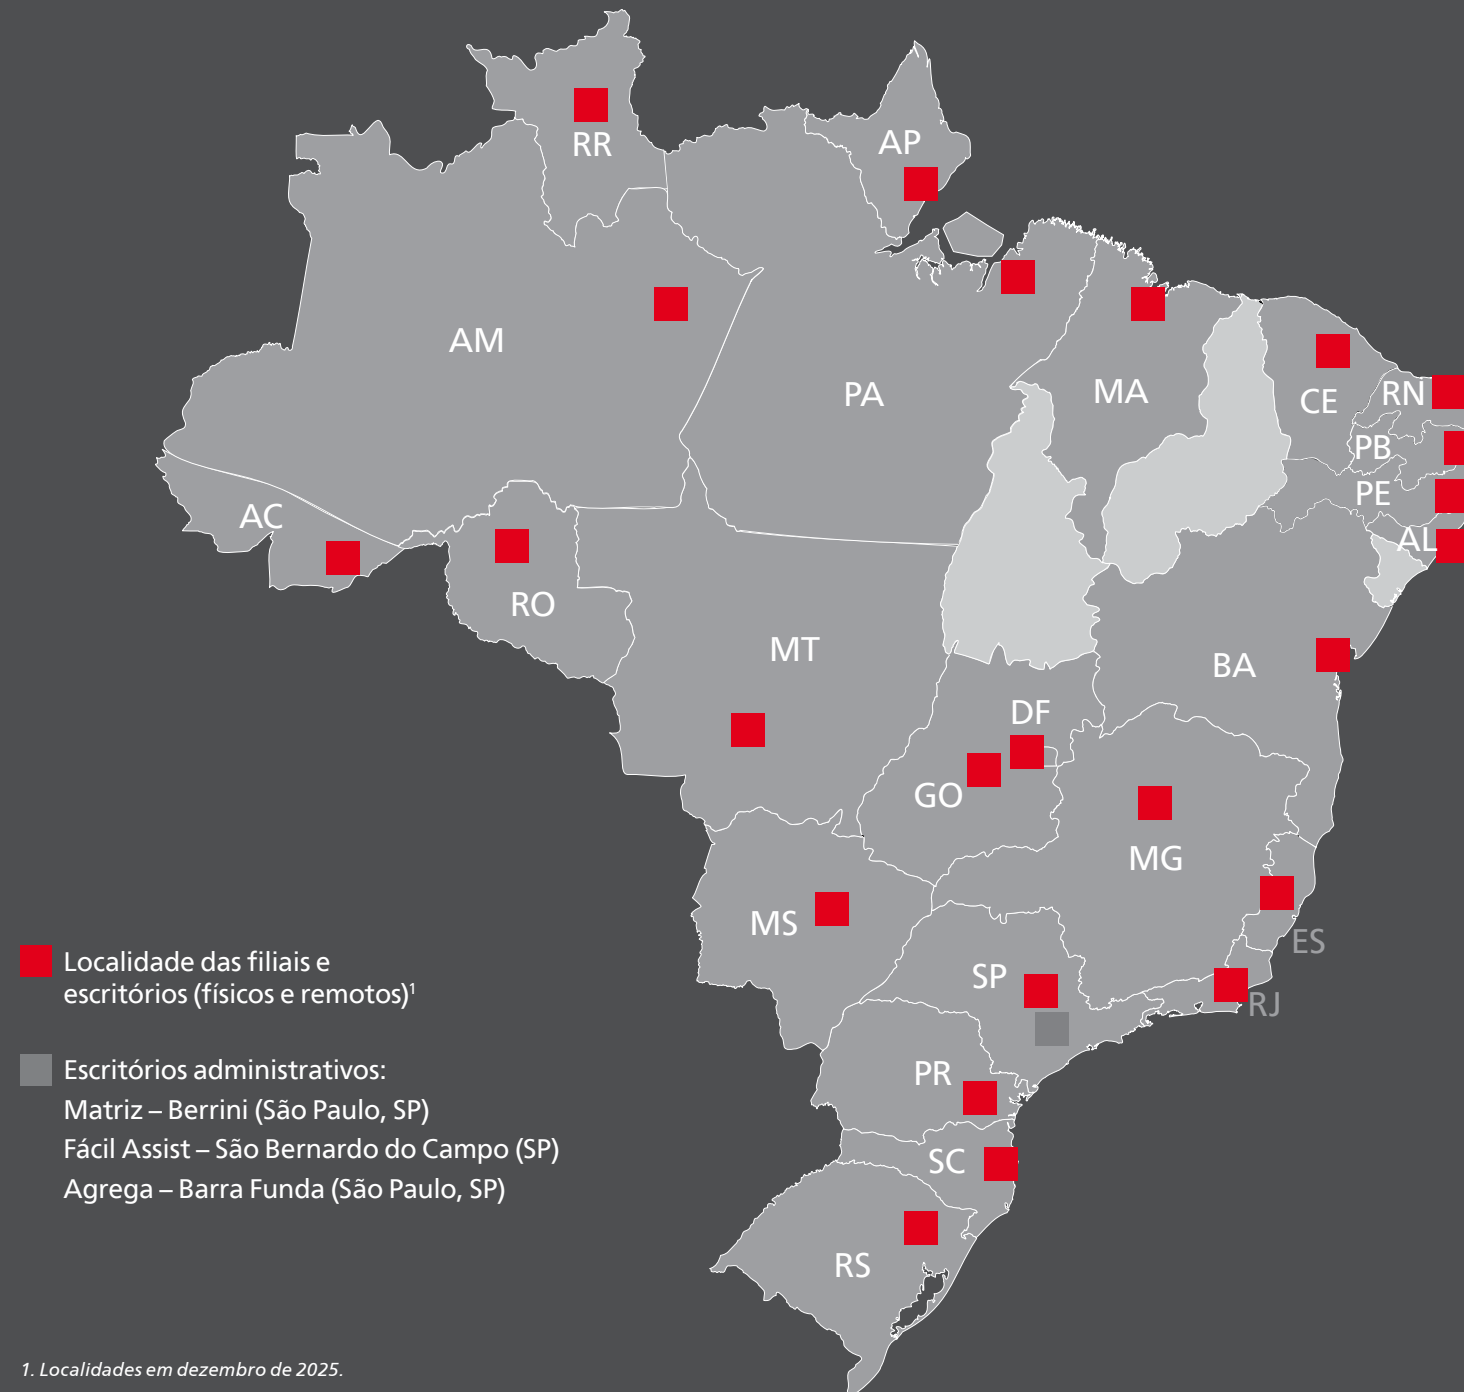 RR
AP
AM
PA
MA
CE
RN
PB
PE
AL
AC
RO
MT
BA
DF
GO
MG
MS
ES
SP
RJ
PR
SC
RS
Localidade das filiais e
escritórios (físicos e remotos)¹
Escritórios administrativos:
Matriz – Berrini (São Paulo, SP)
Fácil Assist – São Bernardo do Campo (SP)
Agrega – Barra Funda (São Paulo, SP)
1. Localidades em dezembro de 2025.